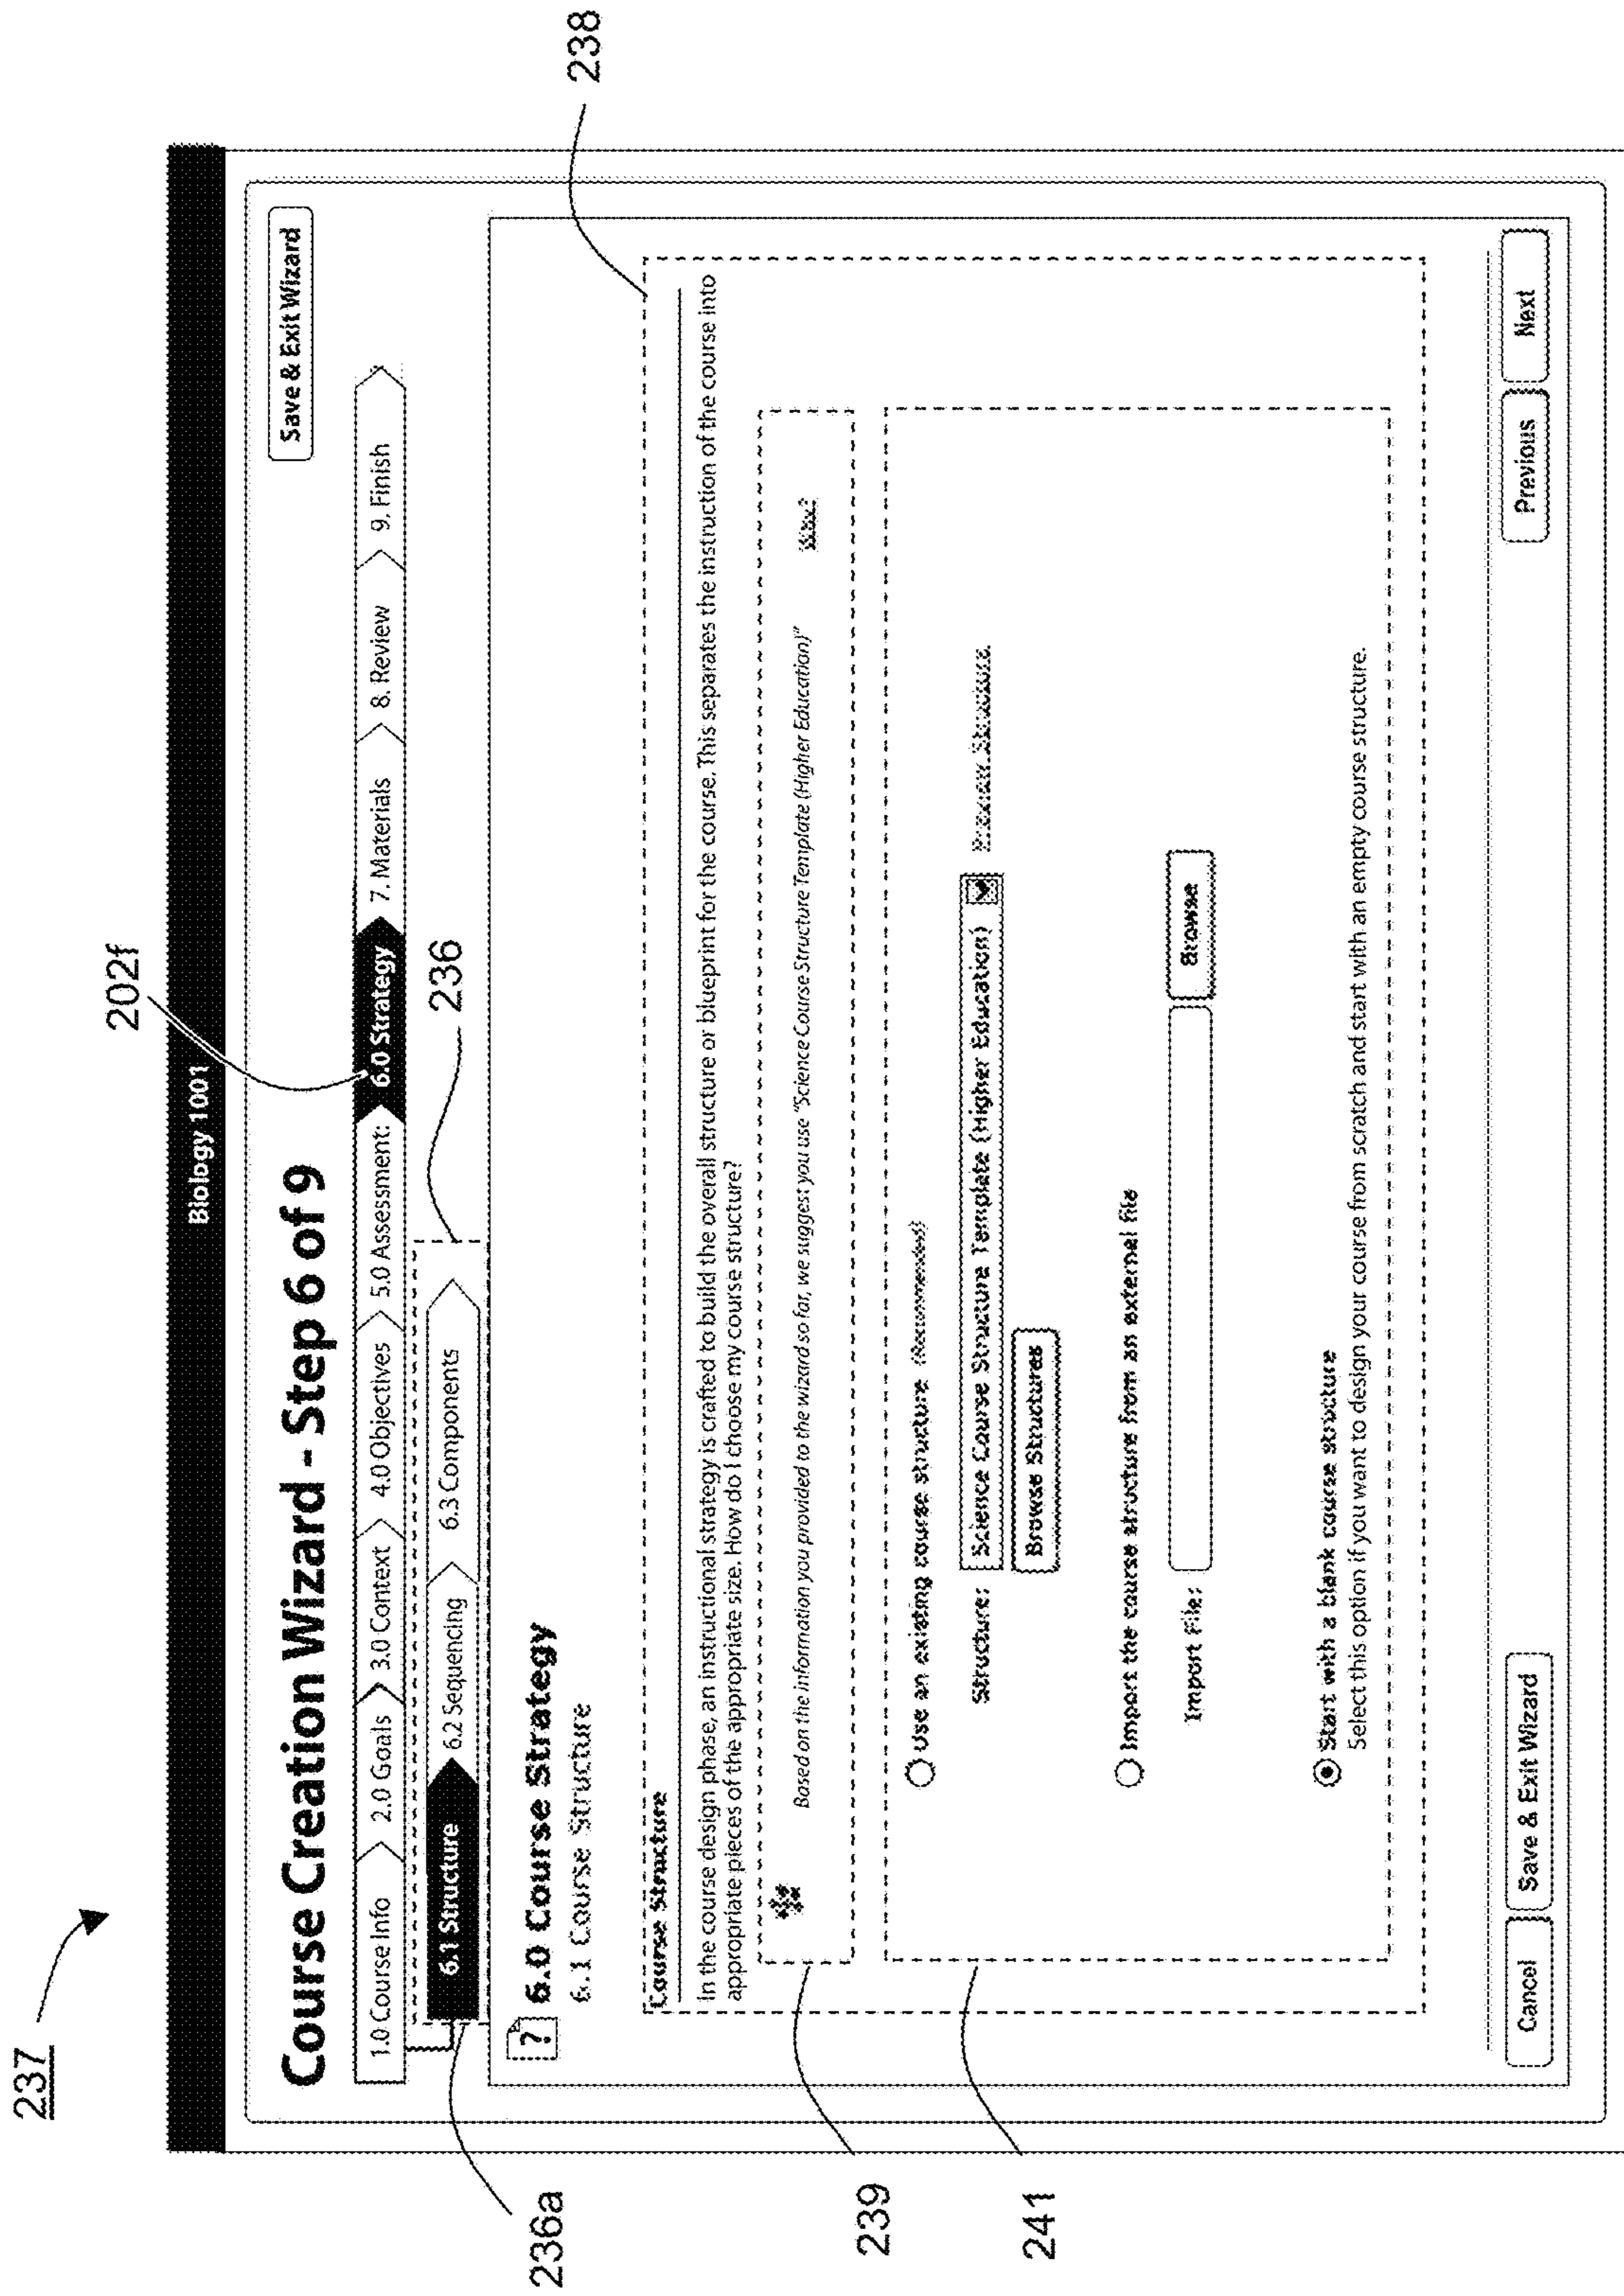 237
202f
238
Biology 1001
Course Creation Wizard - Step 6 of 9
Save & Exit Wizard
1.0 Course Info
2.0 Goals
3.0 Context
4.0 Objectives
5.0 Assessment:
6.0 Strategy
7. Materials
8. Review
9. Finish
236
6.1 Structure
6.2 Sequencing
6.3 Components
236a
?
6.0 Course Strategy
6.1 Course Structure
Course Structure
In the course design phase, an instructional strategy is crafted to build the overall structure or blueprint for the course. This separates the instruction of the course into
appropriate pieces of the appropriate size. How do I choose my course structure?
Based on the information you provided to the wizard so far, we suggest you use "Science Course Structure Template (Higher Education)"
Why?
239
Use an existing course structure (Recommended)
Structure: Science Course Structure Template (Higher Education) Preview Structure
Browse Structures
241
Import the course structure from an external file
Import File: Browse
Start with a blank course structure
Select this option if you want to design your course from scratch and start with an empty course structure.
Cancel
Save & Exit Wizard
Previous
Next